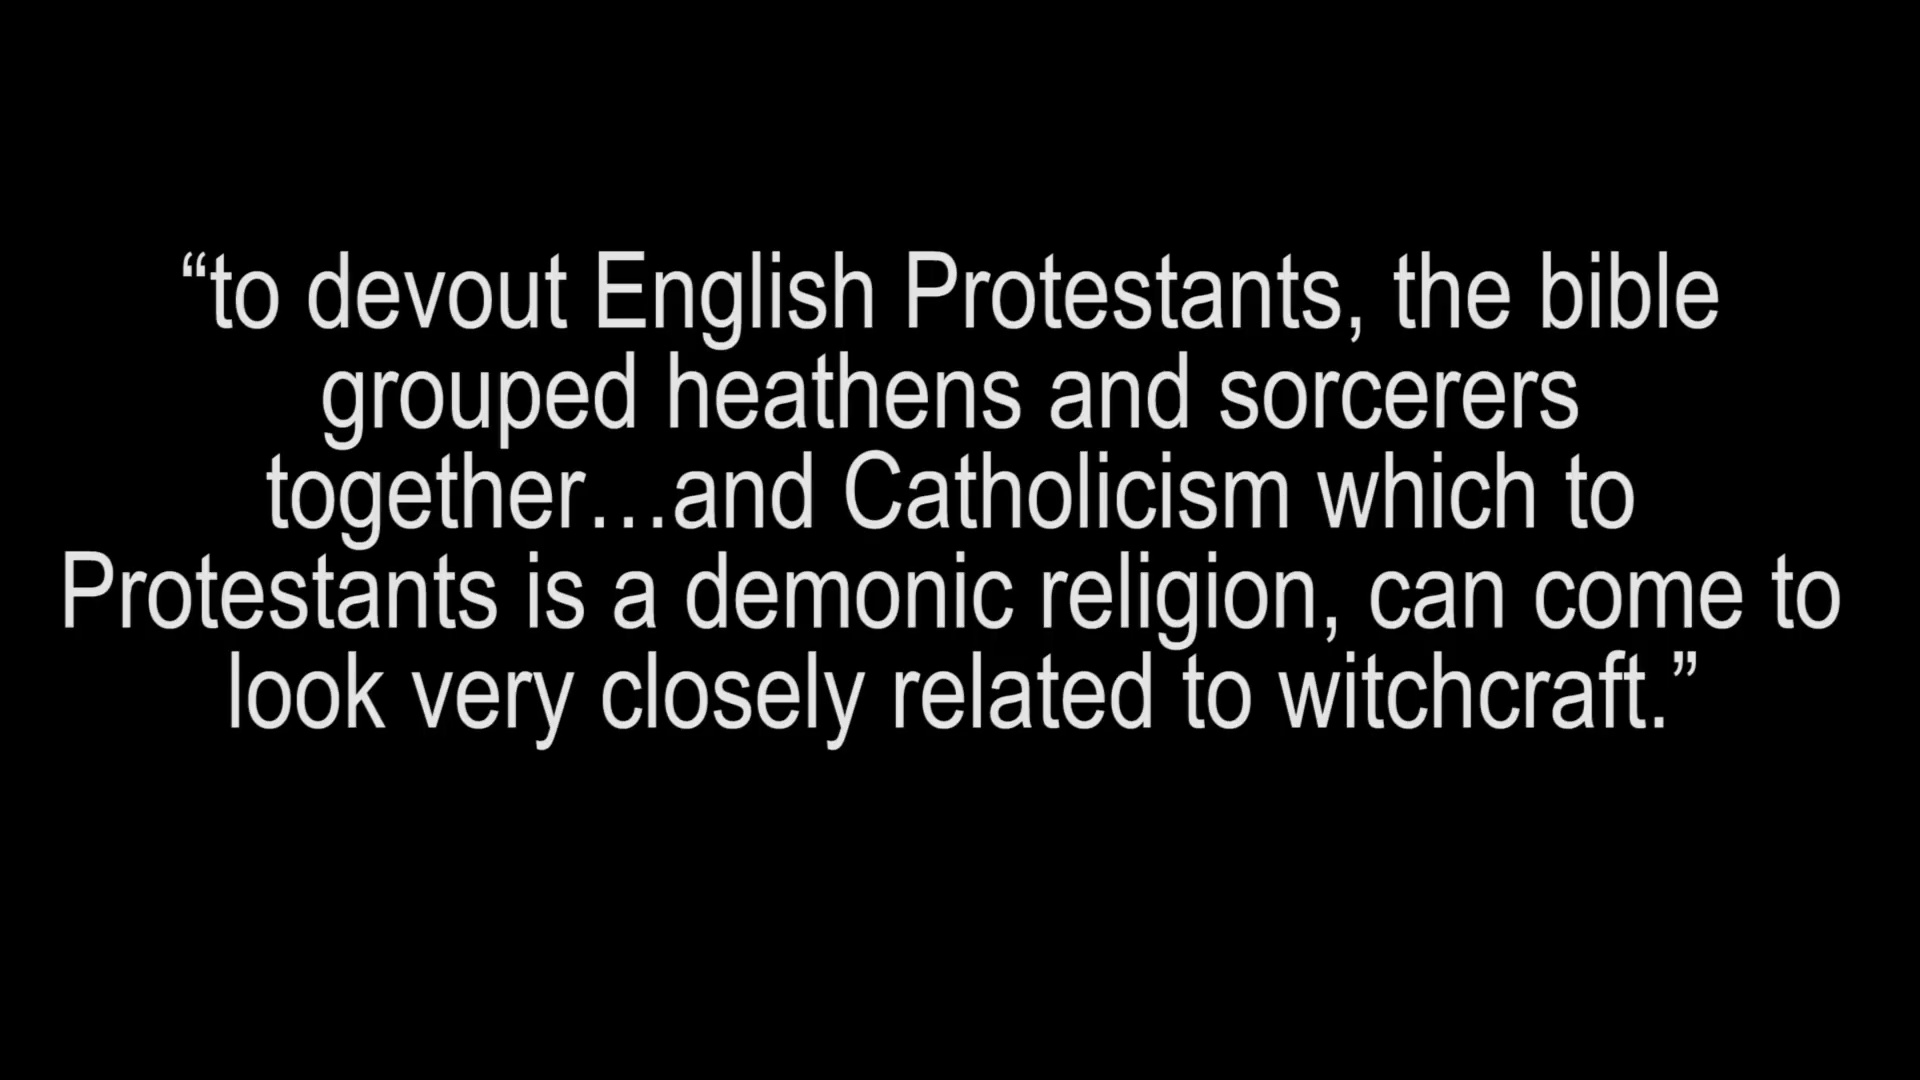 “to devout English Protestants, the bible
grouped heathens and sorcerers
together…and Catholicism which to
Protestants is a demonic religion, can come to
look very closely related to witchcraft.”